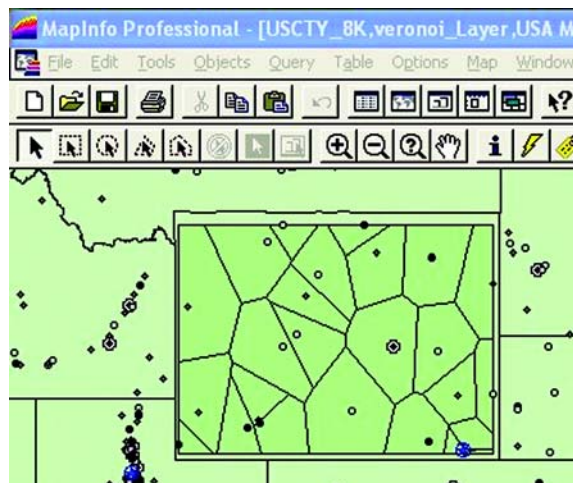 MapInfo Professional - [USCTY_8K,veronoi_Layer,USA M
File Edit Tools Objects Query Table Options Map Window